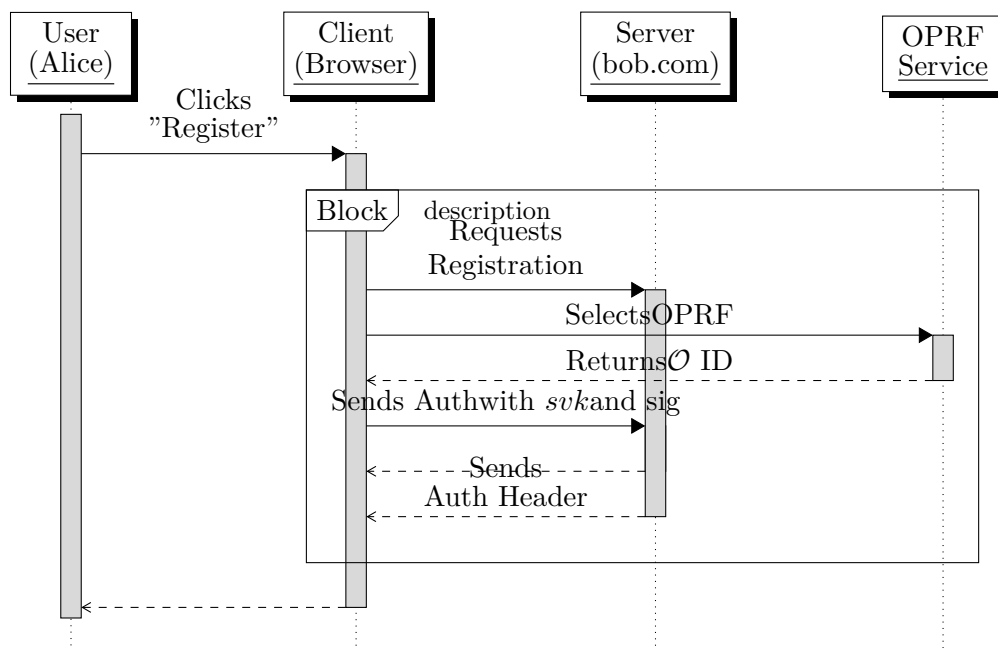 User
(Alice)
Client
(Browser)
Server
(bob.com)
OPRF
Service
Clicks
”Register”
Block
description
Requests
Registration
SelectsOPRF
Returns𝒪 ID
Sends Authwith svkand sig
Sends
Auth Header